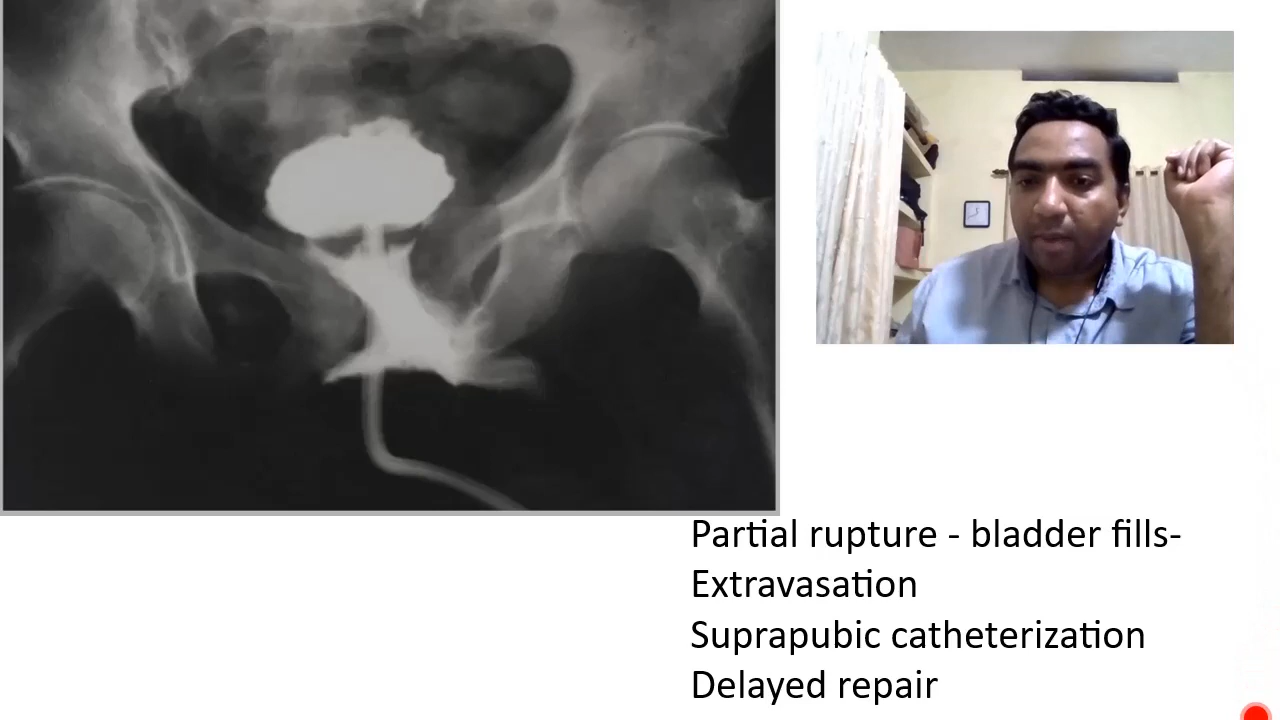 Partial rupture - bladder fills-
Extravasation
Suprapubic catheterization
Delayed repair